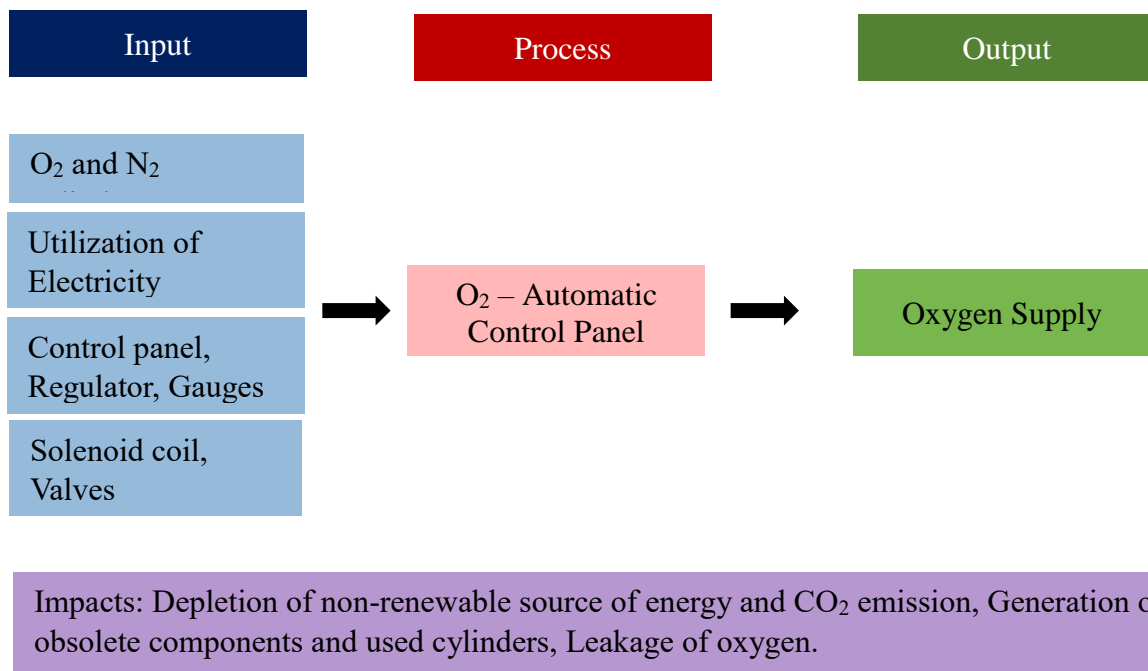 Input
Process
Output
O₂ and N₂
Utilization of
Electricity
Control panel,
Regulator, Gauges
Solenoid coil,
Valves
O₂ – Automatic
Control Panel
Oxygen Supply
Impacts: Depletion of non-renewable source of energy and CO₂ emission, Generation
obsolete components and used cylinders, Leakage of oxygen.